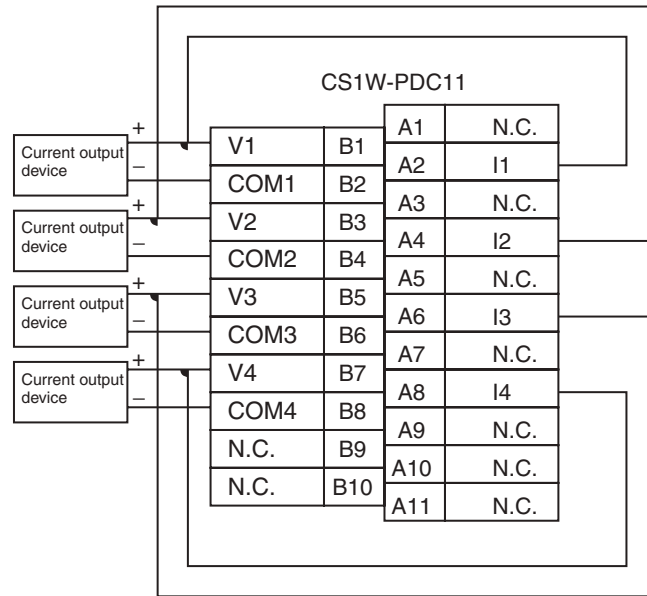 CS1W-PDC11
+
Current output
device
–
+
Current output
device
–
+
Current output
device
–
+
Current output
device
–
V1 B1
COM1 B2
V2 B3
COM2 B4
V3 B5
COM3 B6
V4 B7
COM4 B8
N.C. B9
N.C. B10
A1 N.C.
A2 I1
A3 N.C.
A4 I2
A5 N.C.
A6 I3
A7 N.C.
A8 I4
A9 N.C.
A10 N.C.
A11 N.C.